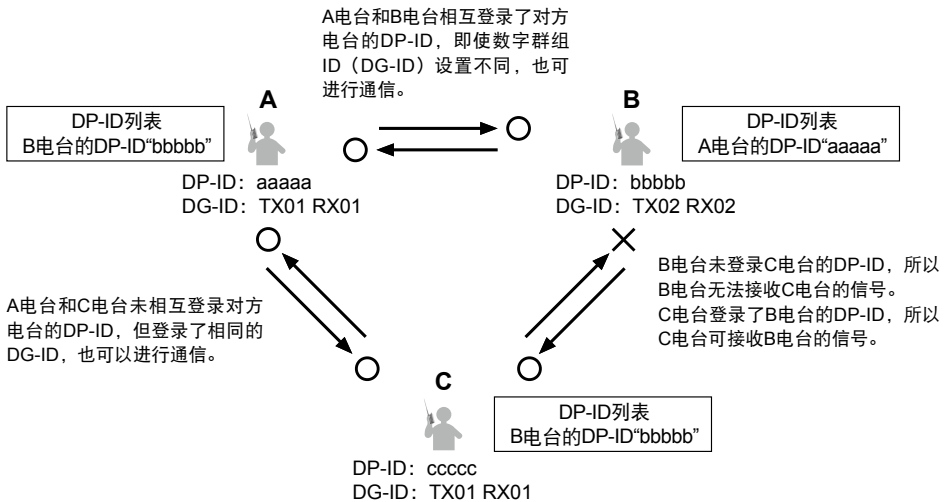 A电台和B电台相互登录了对方
电台的DP-ID，即使数字群组
ID（DG-ID）设置不同，也可
进行通信。
A
B
DP-ID列表
B电台的DP-ID“bbbbb”
DP-ID列表
A电台的DP-ID“aaaaa”
DP-ID：aaaaa
DG-ID：TX01 RX01
DP-ID：bbbbb
DG-ID：TX02 RX02
A电台和C电台未相互登录对方
电台的DP-ID，但登录了相同的
DG-ID，也可以进行通信。
B电台未登录C电台的DP-ID，所以
B电台无法接收C电台的信号。
C电台登录了B电台的DP-ID，所以
C电台可接收B电台的信号。
C
DP-ID列表
B电台的DP-ID“bbbbb”
DP-ID：ccccc
DG-ID：TX01 RX01